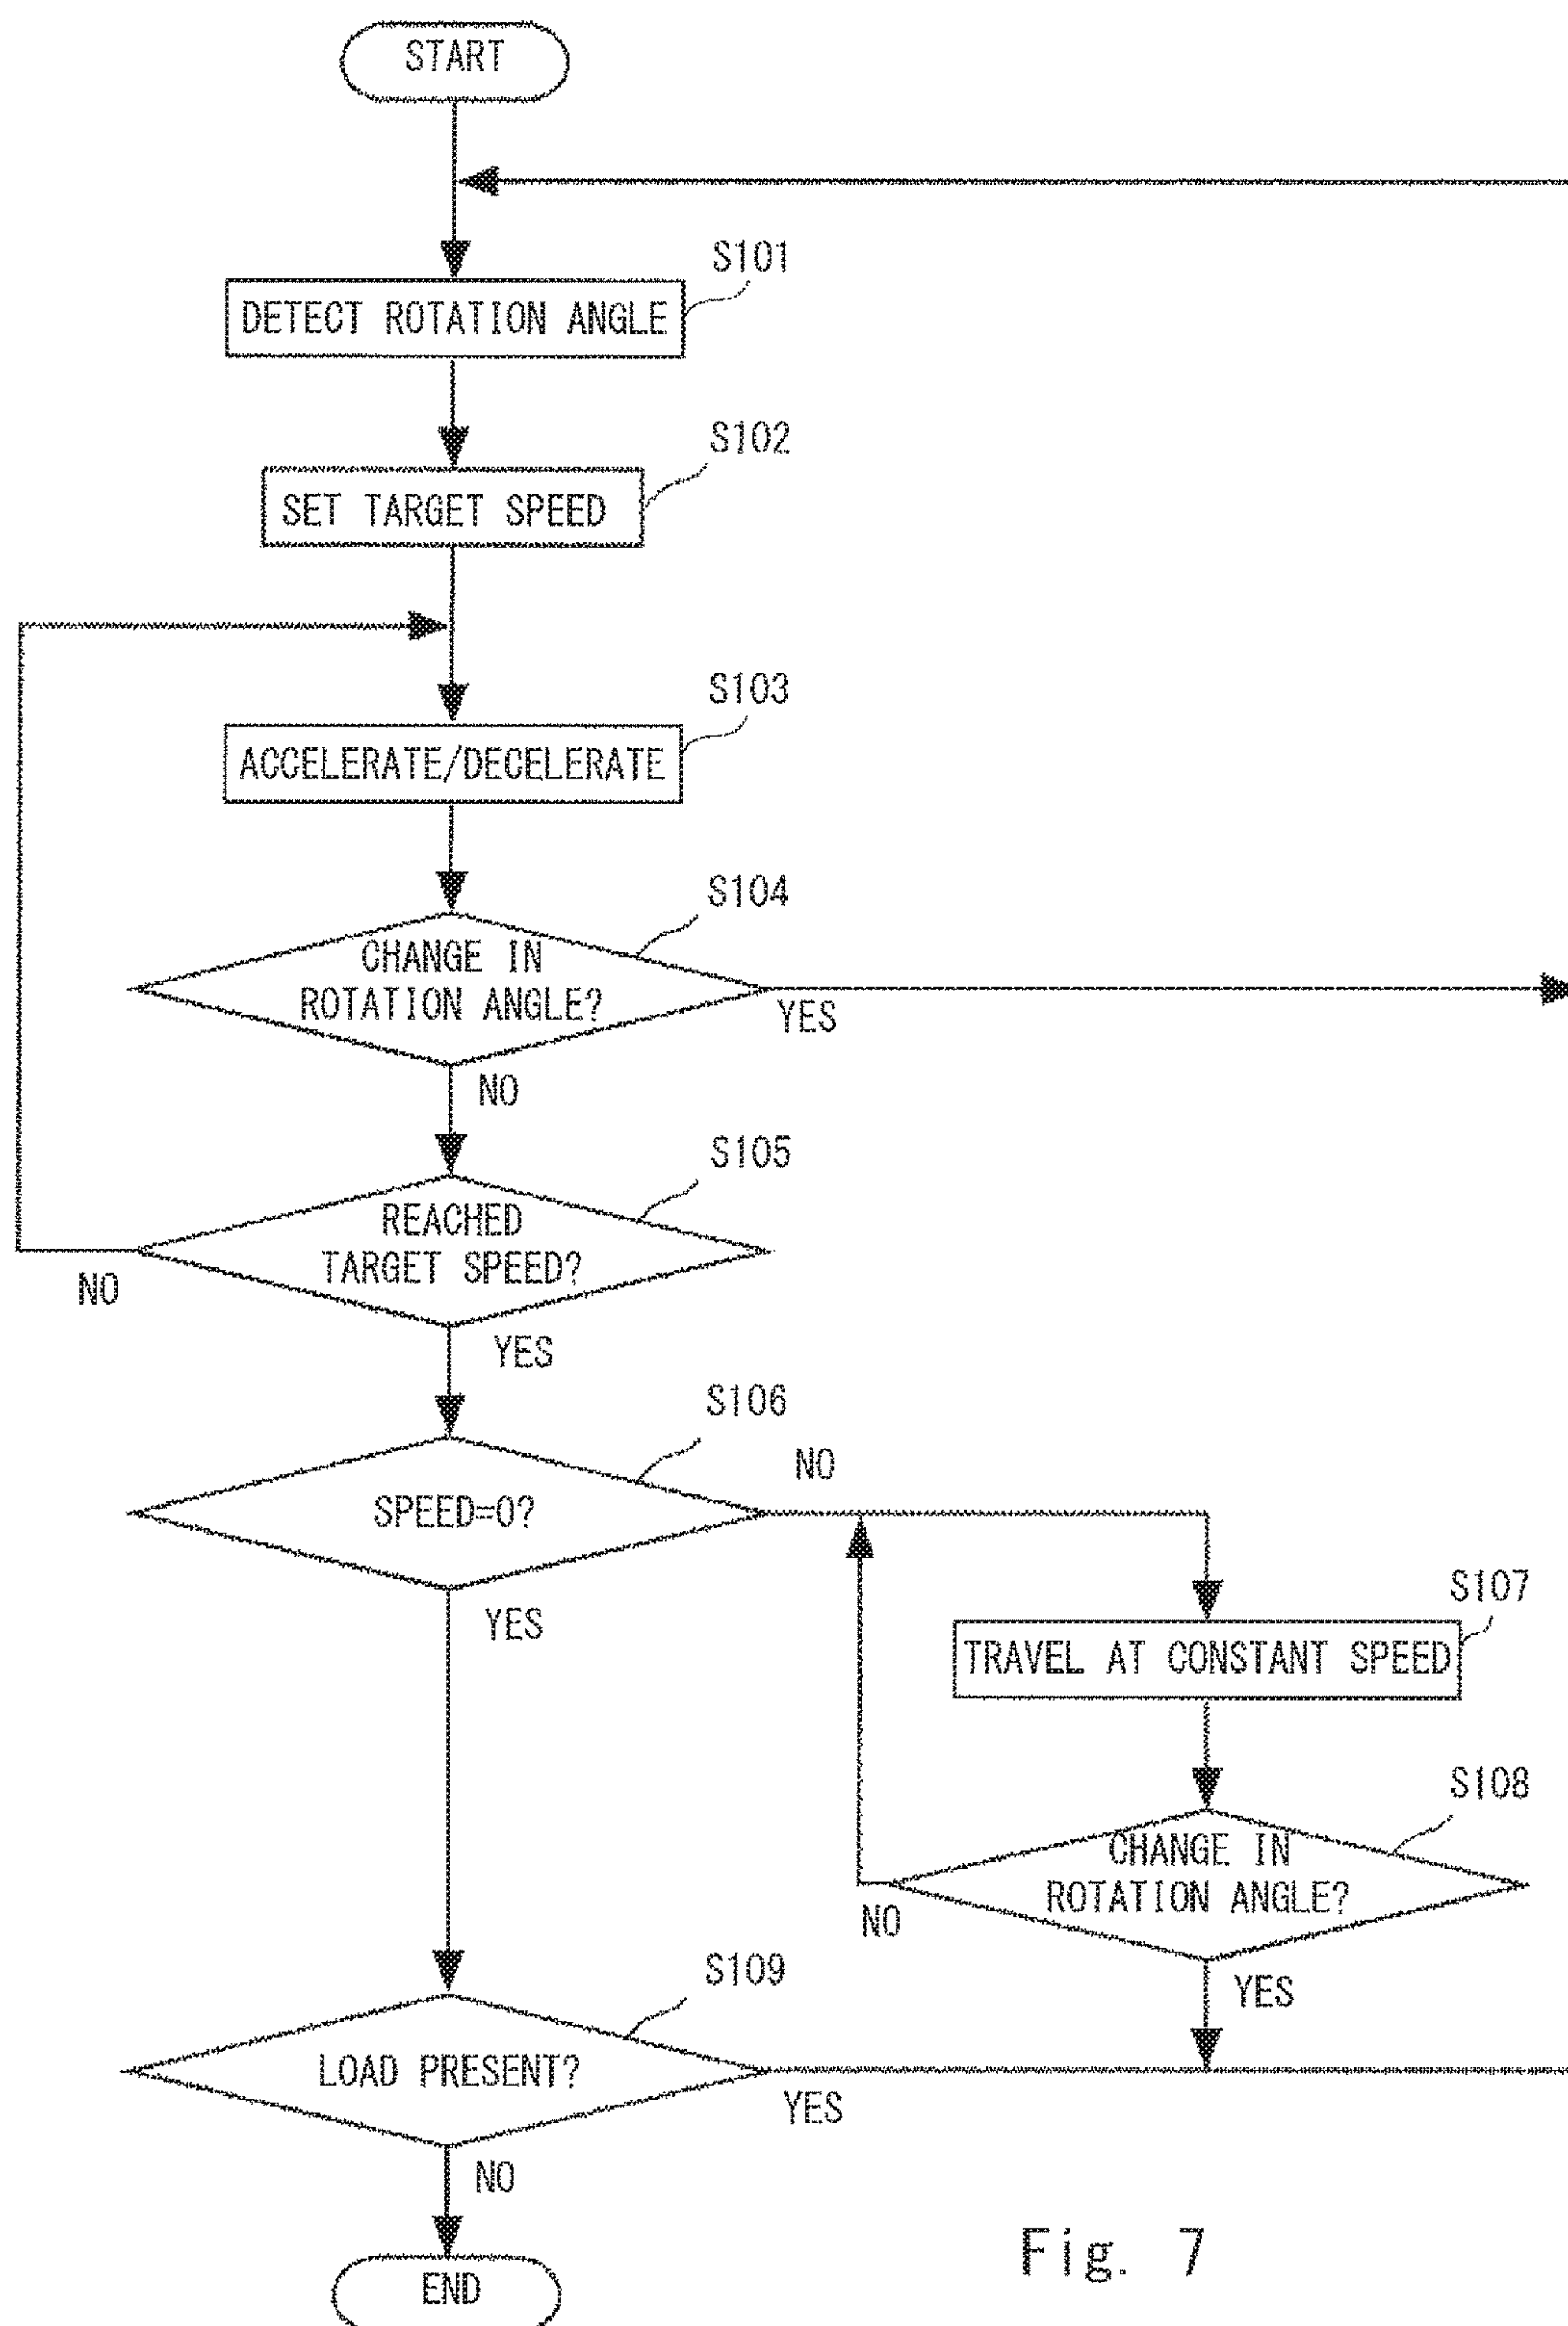 START
S101
DETECT ROTATION ANGLE
S102
SET TARGET SPEED
S103
ACCELERATE/DECELERATE
S104
CHANGE IN
ROTATION ANGLE?
YES
NO
S105
REACHED
TARGET SPEED?
NO
YES
S106
NO
SPEED=0?
YES
S107
TRAVEL AT CONSTANT SPEED
S108
CHANGE IN
ROTATION ANGLE?
NO
YES
S109
LOAD PRESENT?
YES
NO
END
Fig. 7